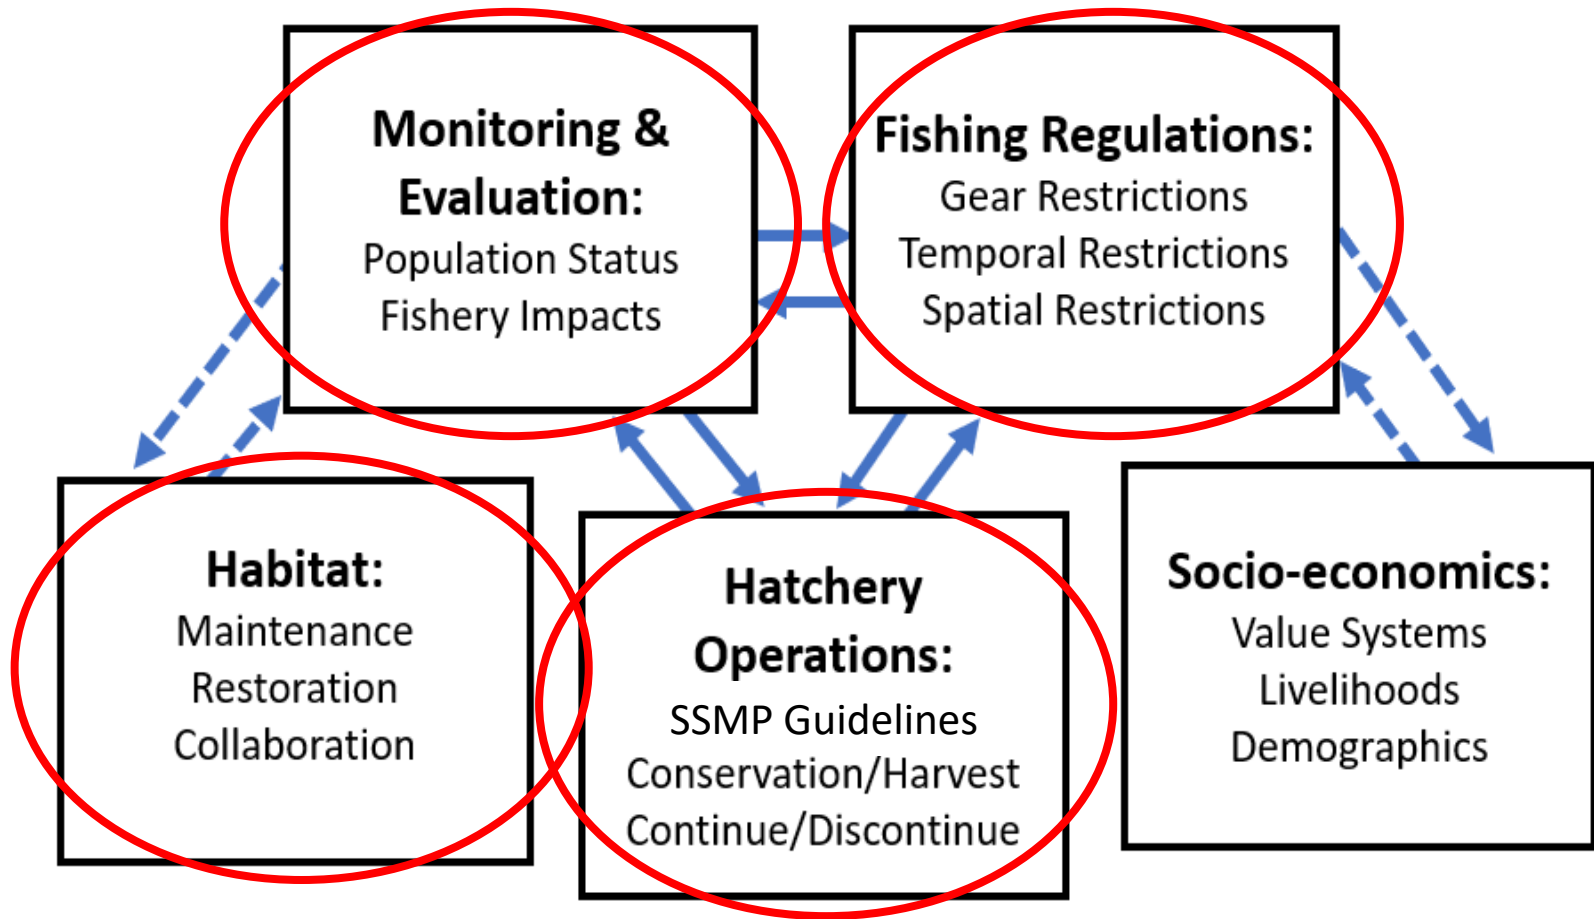 Monitoring &
Evaluation:
Population Status
Fishery Impacts
Fishing Regulations:
Gear Restrictions
Temporal Restrictions
Spatial Restrictions
Habitat:
Maintenance
Restoration
Collaboration
Hatchery
Operations:
SSMP Guidelines
Conservation/Harvest
Continue/Discontinue
Socio-economics:
Value Systems
Livelihoods
Demographics